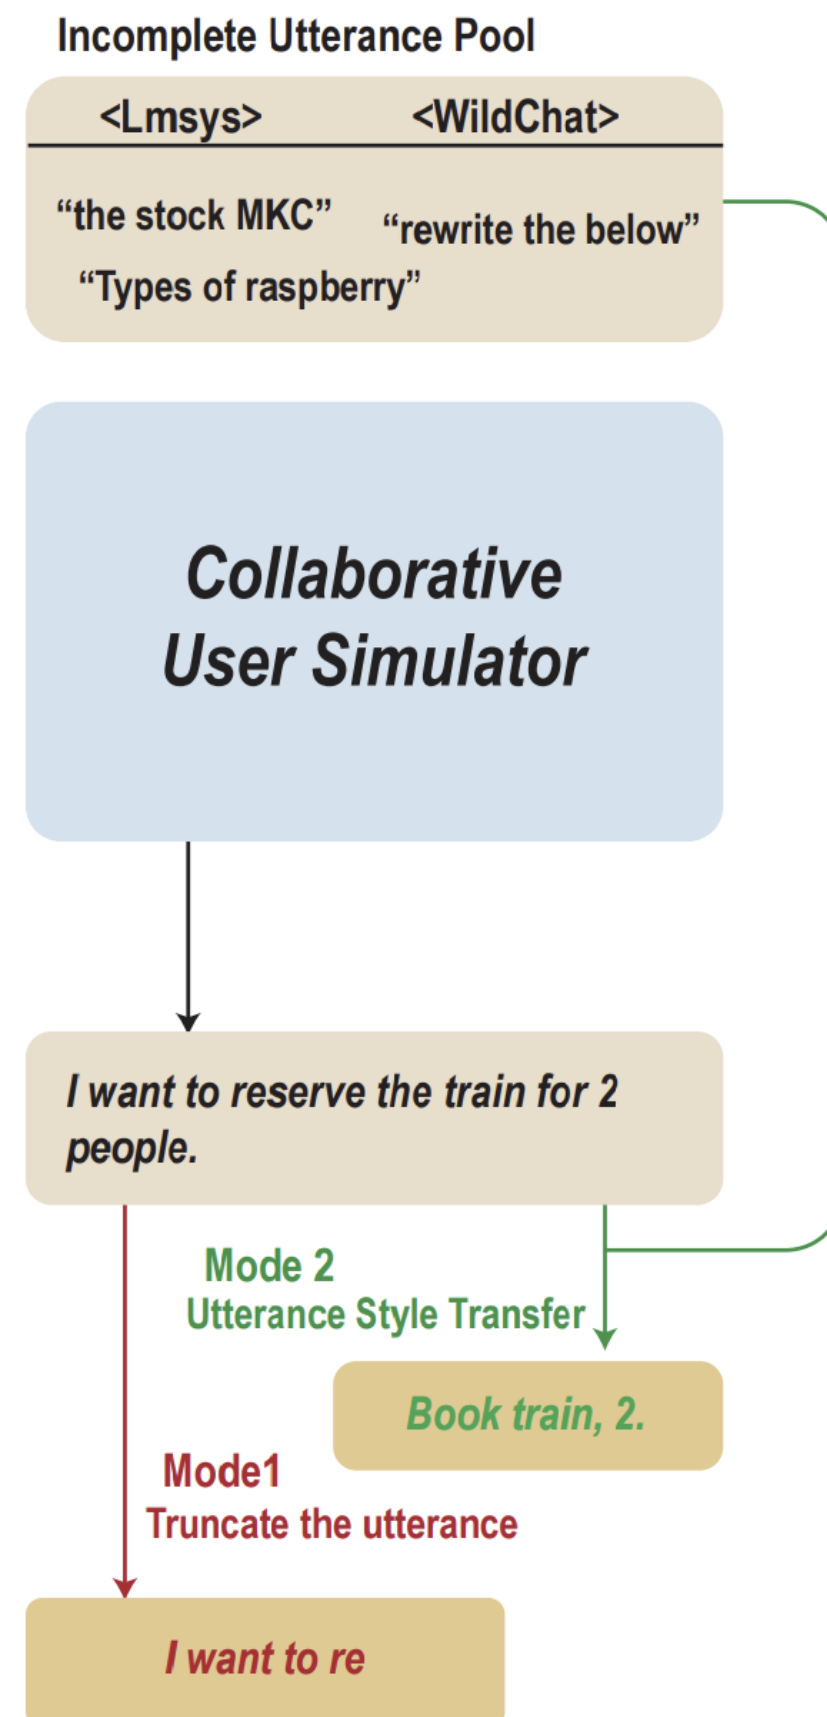 Incomplete Utterance Pool
<Lmsys> <WildChat>
“the stock MKC” “rewrite the below”
“Types of raspberry”
Collaborative
User Simulator
I want to reserve the train for 2
people.
Mode 2
Utterance Style Transfer
Book train, 2.
Mode1
Truncate the utterance
I want to re